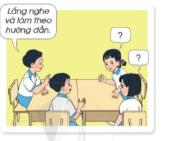 Lắng nghe
và làm theo
hướng dẫn.
?
?